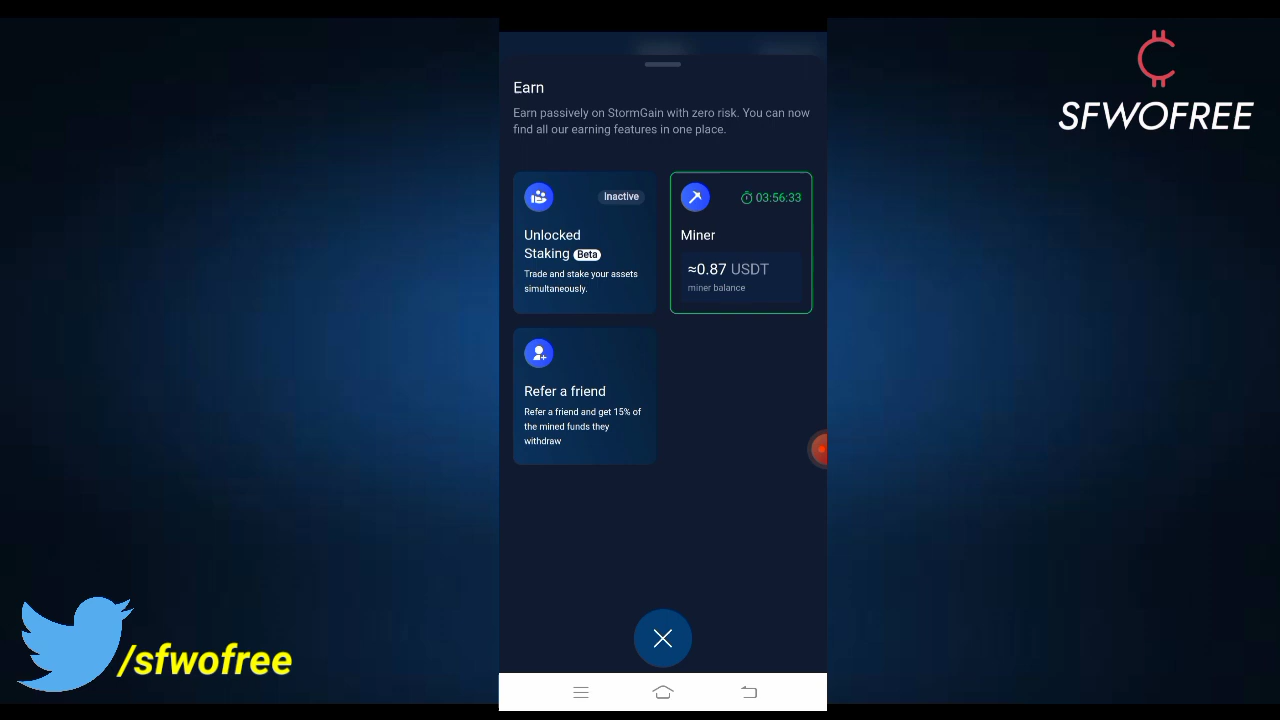 SFWOFREE
Earn
Earn passively on StormGain with zero risk. You can now
find all our earning features in one place.
Inactive
Unlocked
Staking Beta
Trade and stake your assets
simultaneously.
03:56:33
Miner
≈0.87 USDT
miner balance
Refer a friend
Refer a friend and get 15% of
the mined funds they
withdraw
/sfwofree